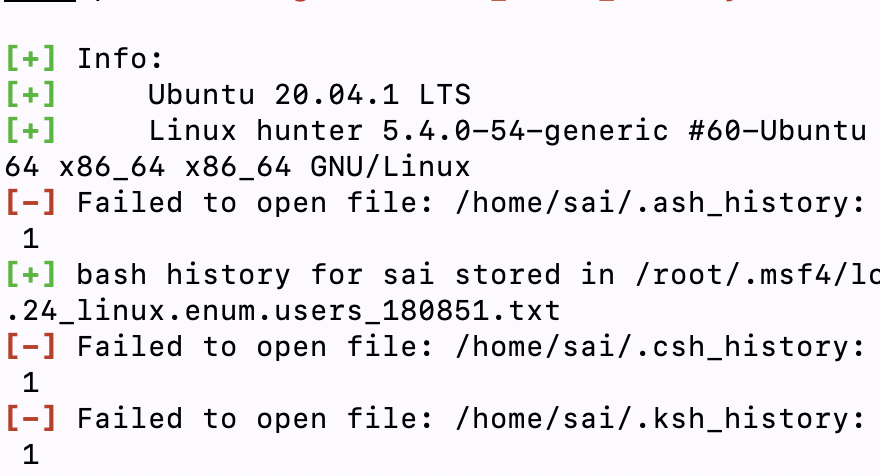 [+] Info:
[+]     Ubuntu 20.04.1 LTS
[+]     Linux hunter 5.4.0-54-generic #60-Ubuntu
64 x86_64 x86_64 GNU/Linux
[-] Failed to open file: /home/sai/.ash_history:
 1
[+] bash history for sai stored in /root/.msf4/lo
.24_linux.enum.users_180851.txt
[-] Failed to open file: /home/sai/.csh_history:
 1
[-] Failed to open file: /home/sai/.ksh_history:
 1